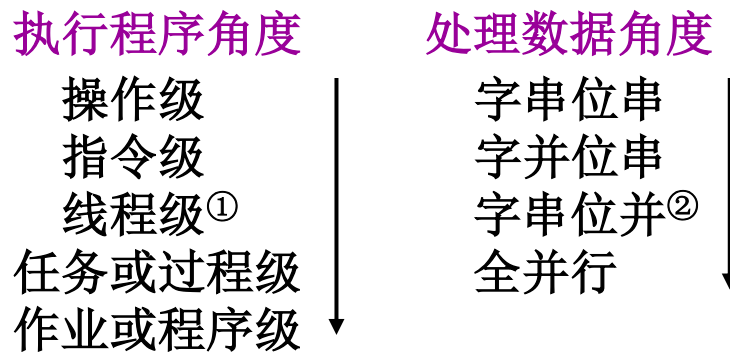 执行程序角度
操作级
指令级
线程级①
任务或过程级
作业或程序级
处理数据角度
字串位串
字并位串
字串位并②
全并行